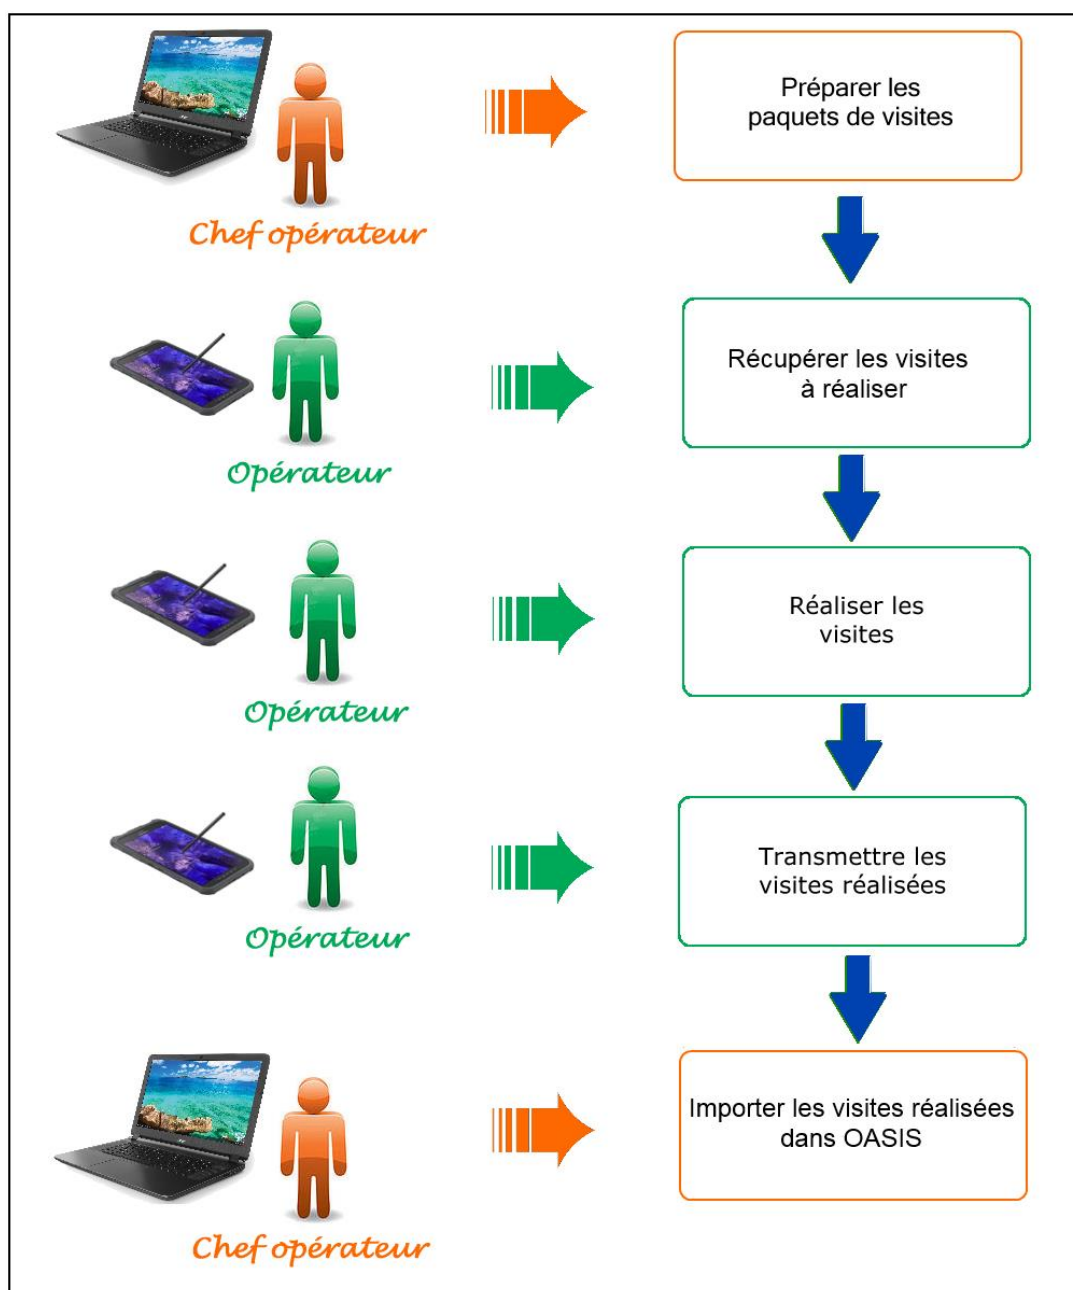 Préparer les
paquets de visites
Chef opérateur
Récupérer les visites
à réaliser
Opérateur
Réaliser les
visites
Opérateur
Transmettre les
visites réalisées
Opérateur
Importer les visites réalisées
dans OASIS
Chef opérateur